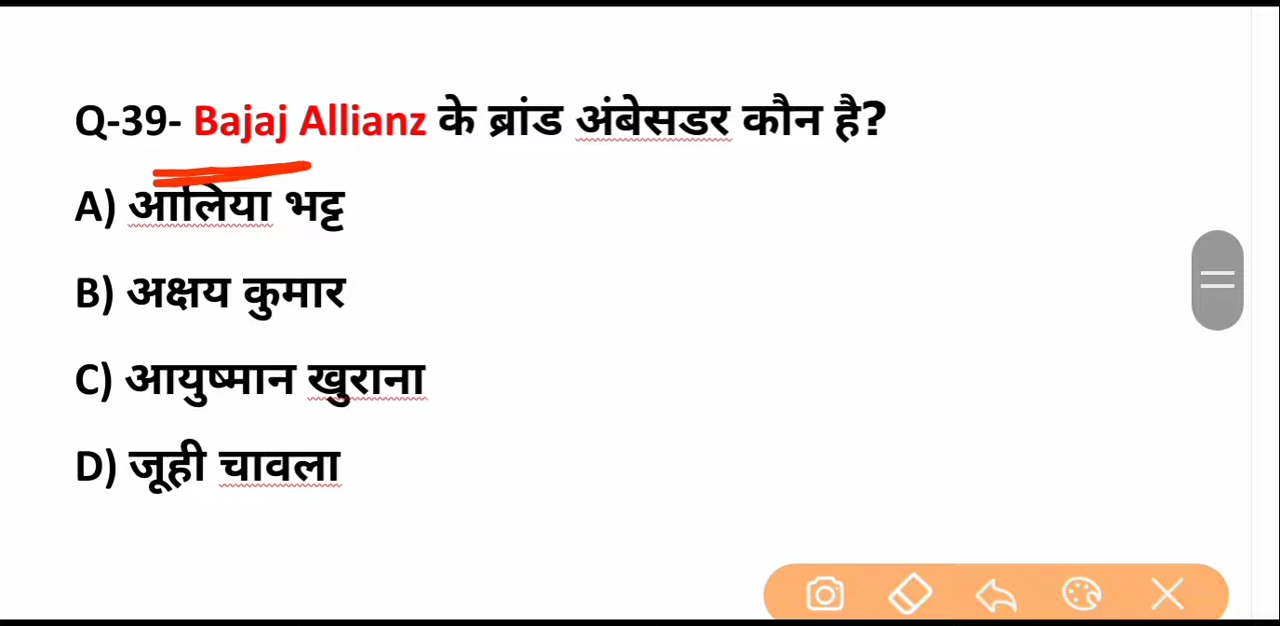 Q-39- Bajaj Allianz के ब्रांड अंबेसडर कौन है?
A) आलिया भट्ट
B) अक्षय कुमार
C) आयुष्मान खुराना
D) जूही चावला